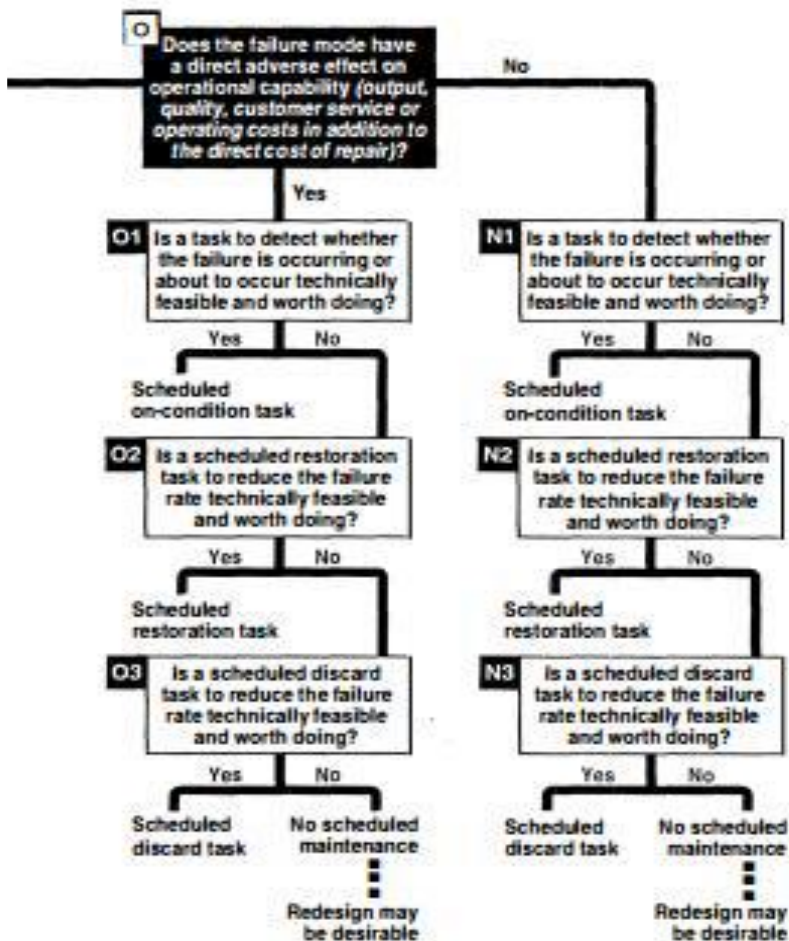 O
Does the failure mode have
a direct adverse effect on
operational capability (output,
quality, customer service or
operating costs in addition to
the direct cost of repair)?
No
Yes
O1
Is a task to detect whether
the failure is occurring or
about to occur technically
feasible and worth doing?
Yes
No
Scheduled
on-condition task
O2
Is a scheduled restoration
task to reduce the failure
rate technically feasible
and worth doing?
Yes
No
Scheduled
restoration task
O3
Is a scheduled discard
task to reduce the failure
rate technically feasible
and worth doing?
Yes
No
Scheduled
discard task
No scheduled
maintenance
Redesign may
be desirable
N1
Is a task to detect whether
the failure is occurring or
about to occur technically
feasible and worth doing?
Yes
No
Scheduled
on-condition task
N2
Is a scheduled restoration
task to reduce the failure
rate technically feasible
and worth doing?
Yes
No
Scheduled
restoration task
N3
Is a scheduled discard
task to reduce the failure
rate technically feasible
and worth doing?
Yes
No
Scheduled
discard task
No scheduled
maintenance
Redesign may
be desirable